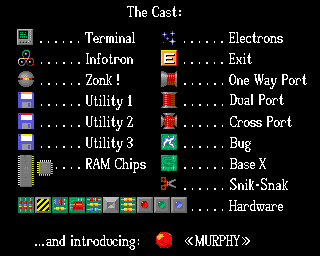 The Cast:
...... Terminal ...... Electrons
...... Infotron ...... Exit
...... Zonk ! ...... One Way Port
...... Utility 1 ...... Dual Port
...... Utility 2 ...... Cross Port
...... Utility 3 ...... Bug
.... RAM Chips ...... Base X
...... Snik-Snak
..... Hardware
...and introducing: «MURPHY»